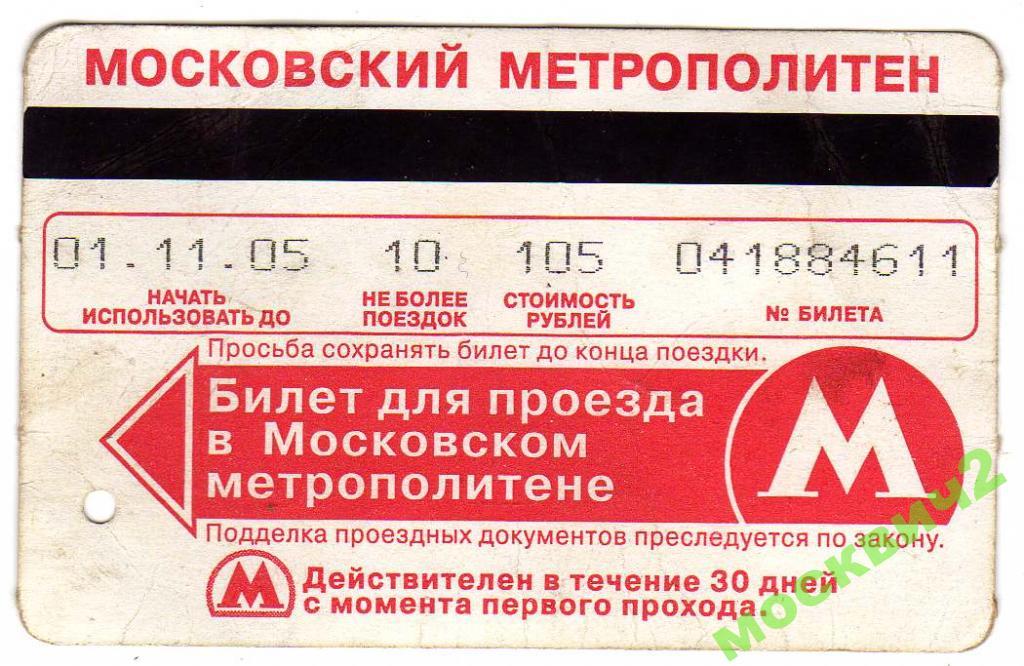 МОСКОВСКИЙ МЕТРОПОЛИТЕН
01.11.05 10 105 041884611
НАЧАТЬ ИСПОЛЬЗОВАТЬ ДО
НЕ БОЛЕЕ ПОЕЗДОК
СТОИМОСТЬ РУБЛЕЙ
№ БИЛЕТА
Просьба сохранять билет до конца поездки.
Билет для проезда
в Московском
метрополитене
М
Подделка проездных документов преследуется по закону.
М
Действителен в течение 30 дней
с момента первого прохода.
Москвич2